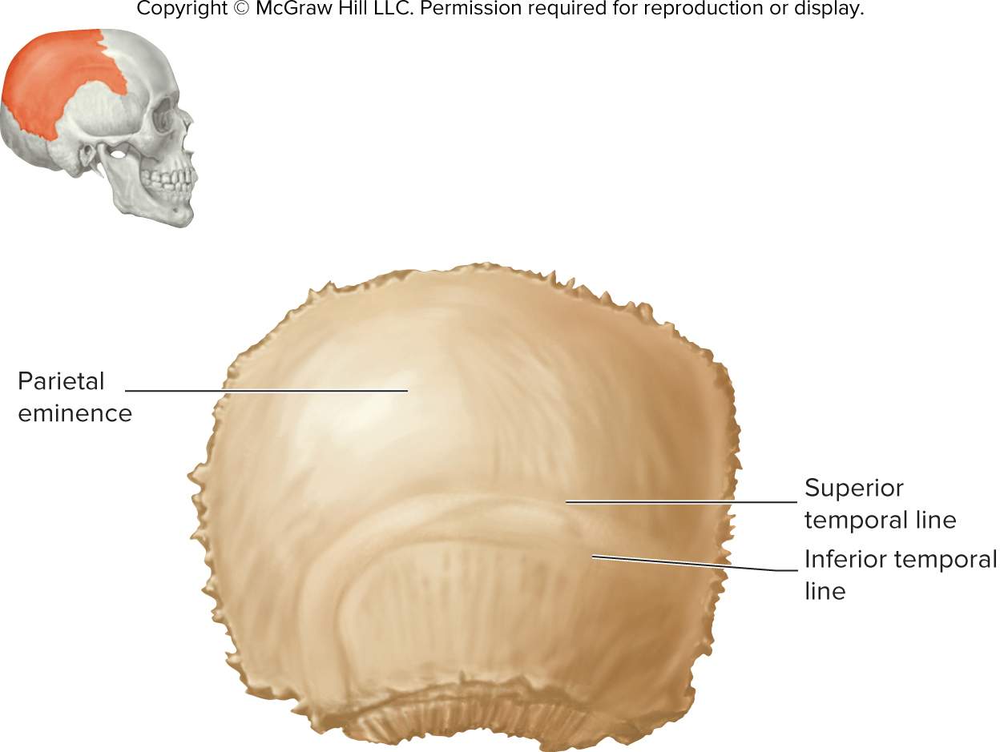 Copyright © McGraw Hill LLC. Permission required for reproduction or display.
Parietal
eminence
Superior
temporal line
Inferior temporal
line